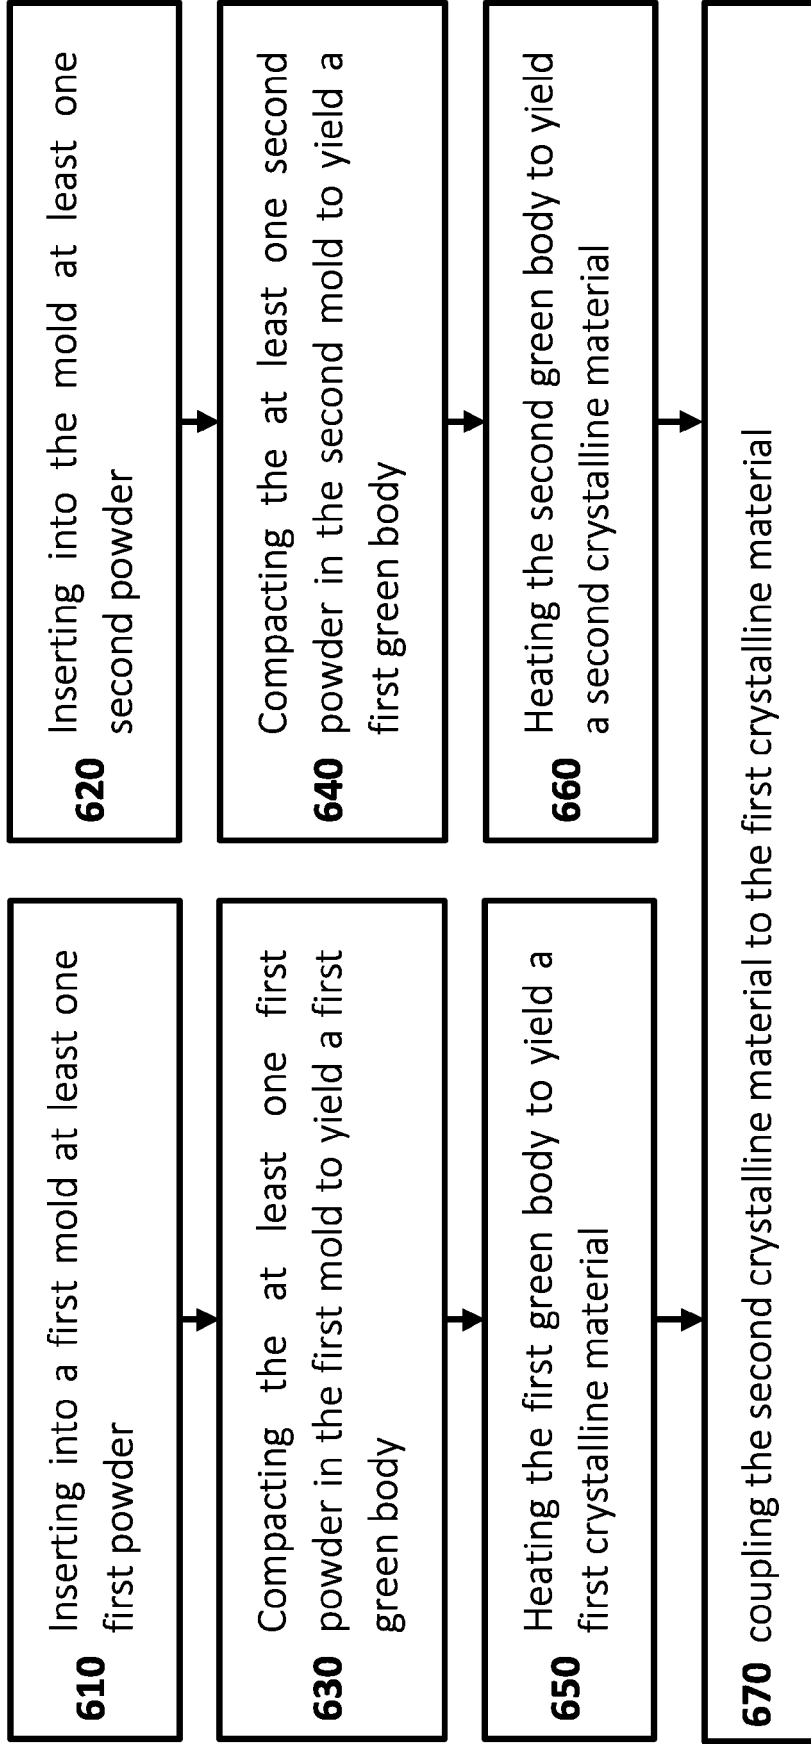 610 Inserting into a first mold at least one
first powder
620 Inserting into the mold at least one
second powder
Compacting the at least one first
630 powder in the first mold to yield a first
green body
Compacting the at least one second
640 powder in the second mold to yield a
first green body
650 Heating the first green body to yield a
first crystalline material
660 Heating the second green body to yield
a second crystalline material
670 coupling the second crystalline material to the first crystalline material